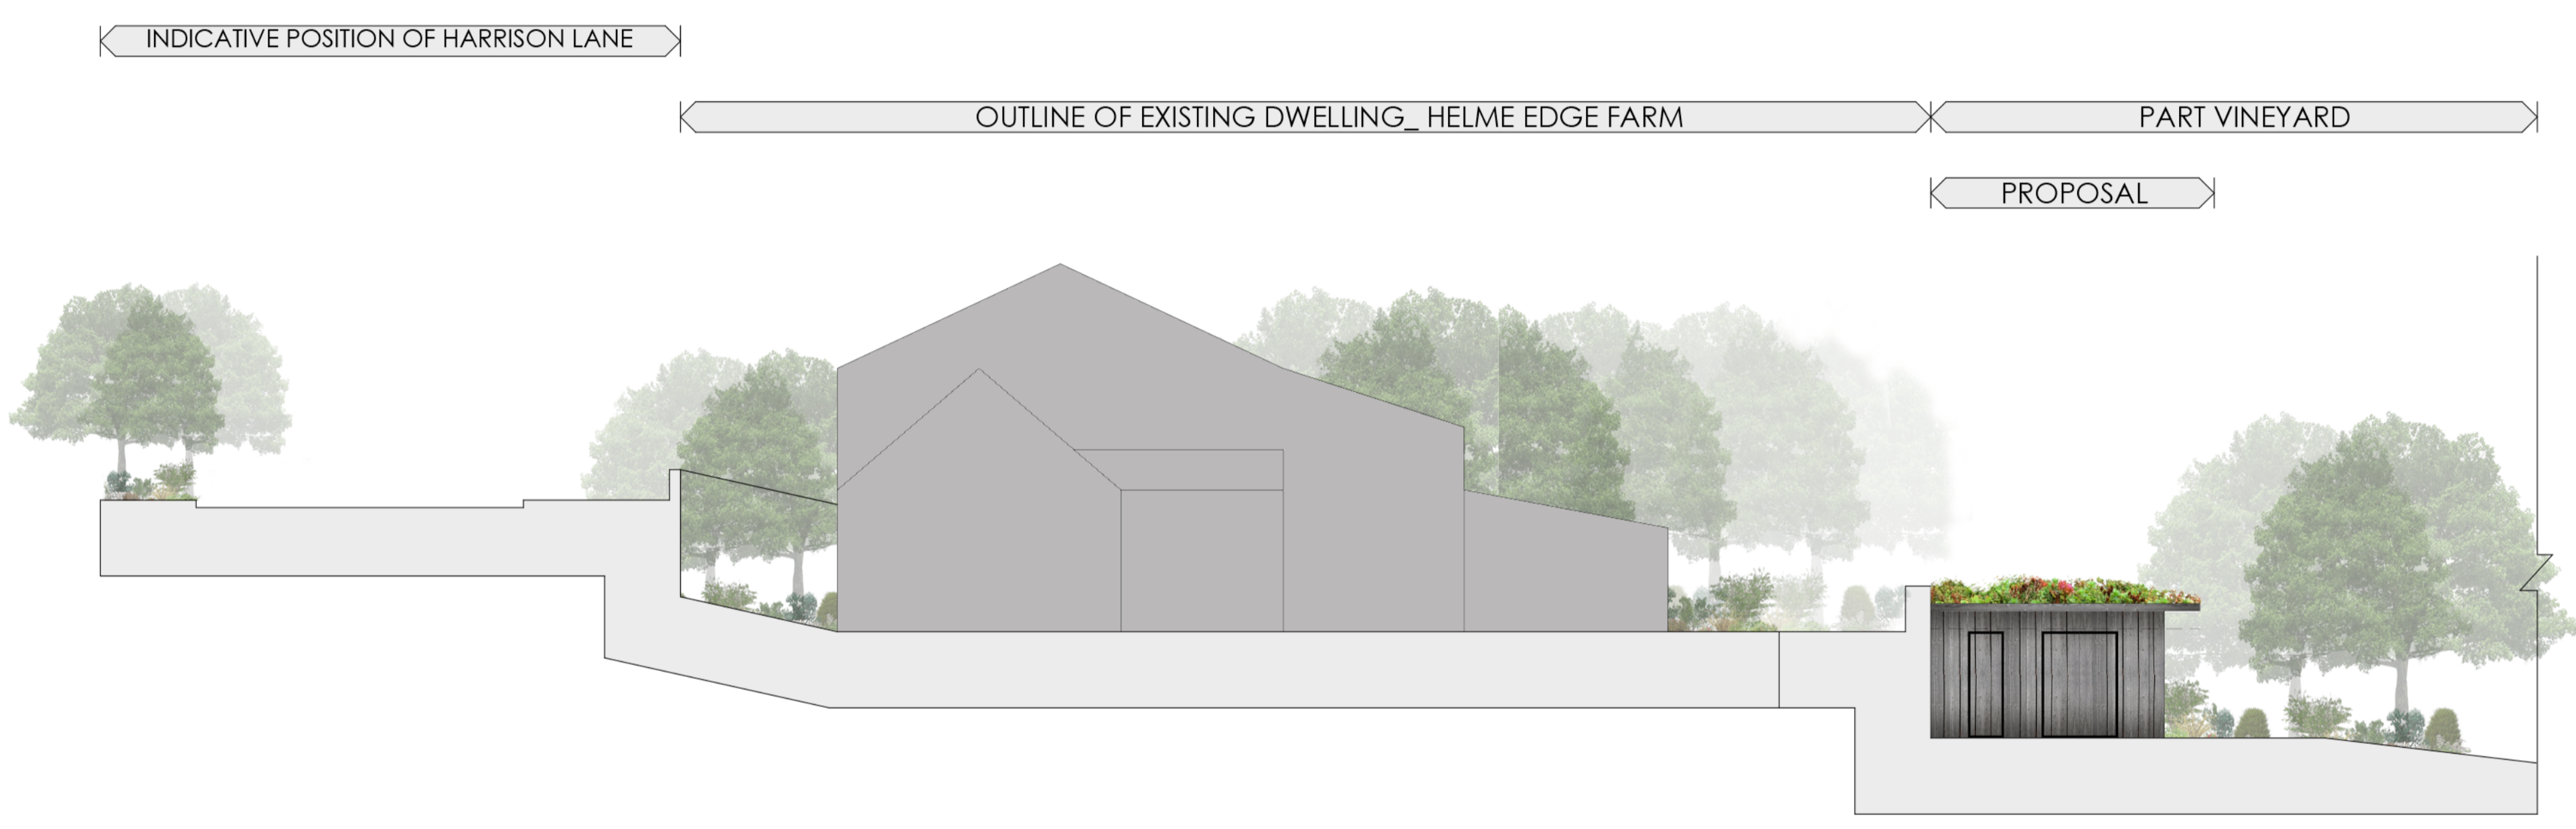 INDICATIVE POSITION OF HARRISON LANE
OUTLINE OF EXISTING DWELLING_ HELME EDGE FARM
PART VINEYARD
PROPOSAL